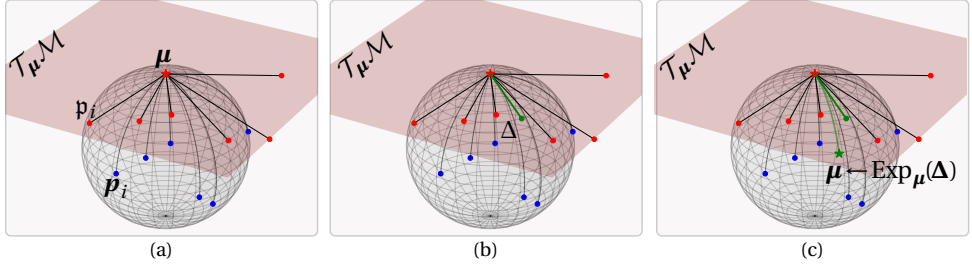 𝒯_𝝁ℳ
𝝁
𝔭_i
𝒑_i
(a)
𝒯_𝝁ℳ
Δ
(b)
𝒯_𝝁ℳ
𝝁 ← Exp_𝝁(𝚫)
(c)